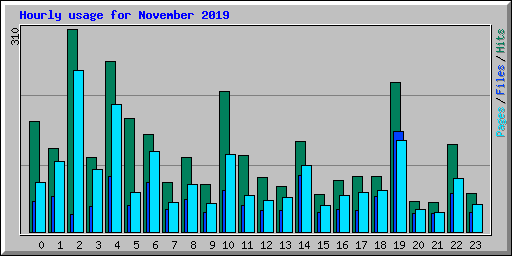 Hourly usage for November 2019
310
Pages/Files/Hits
0 1 2 3 4 5 6 7 8 9 10 11 12 13 14 15 16 17 18 19 20 21 22 23